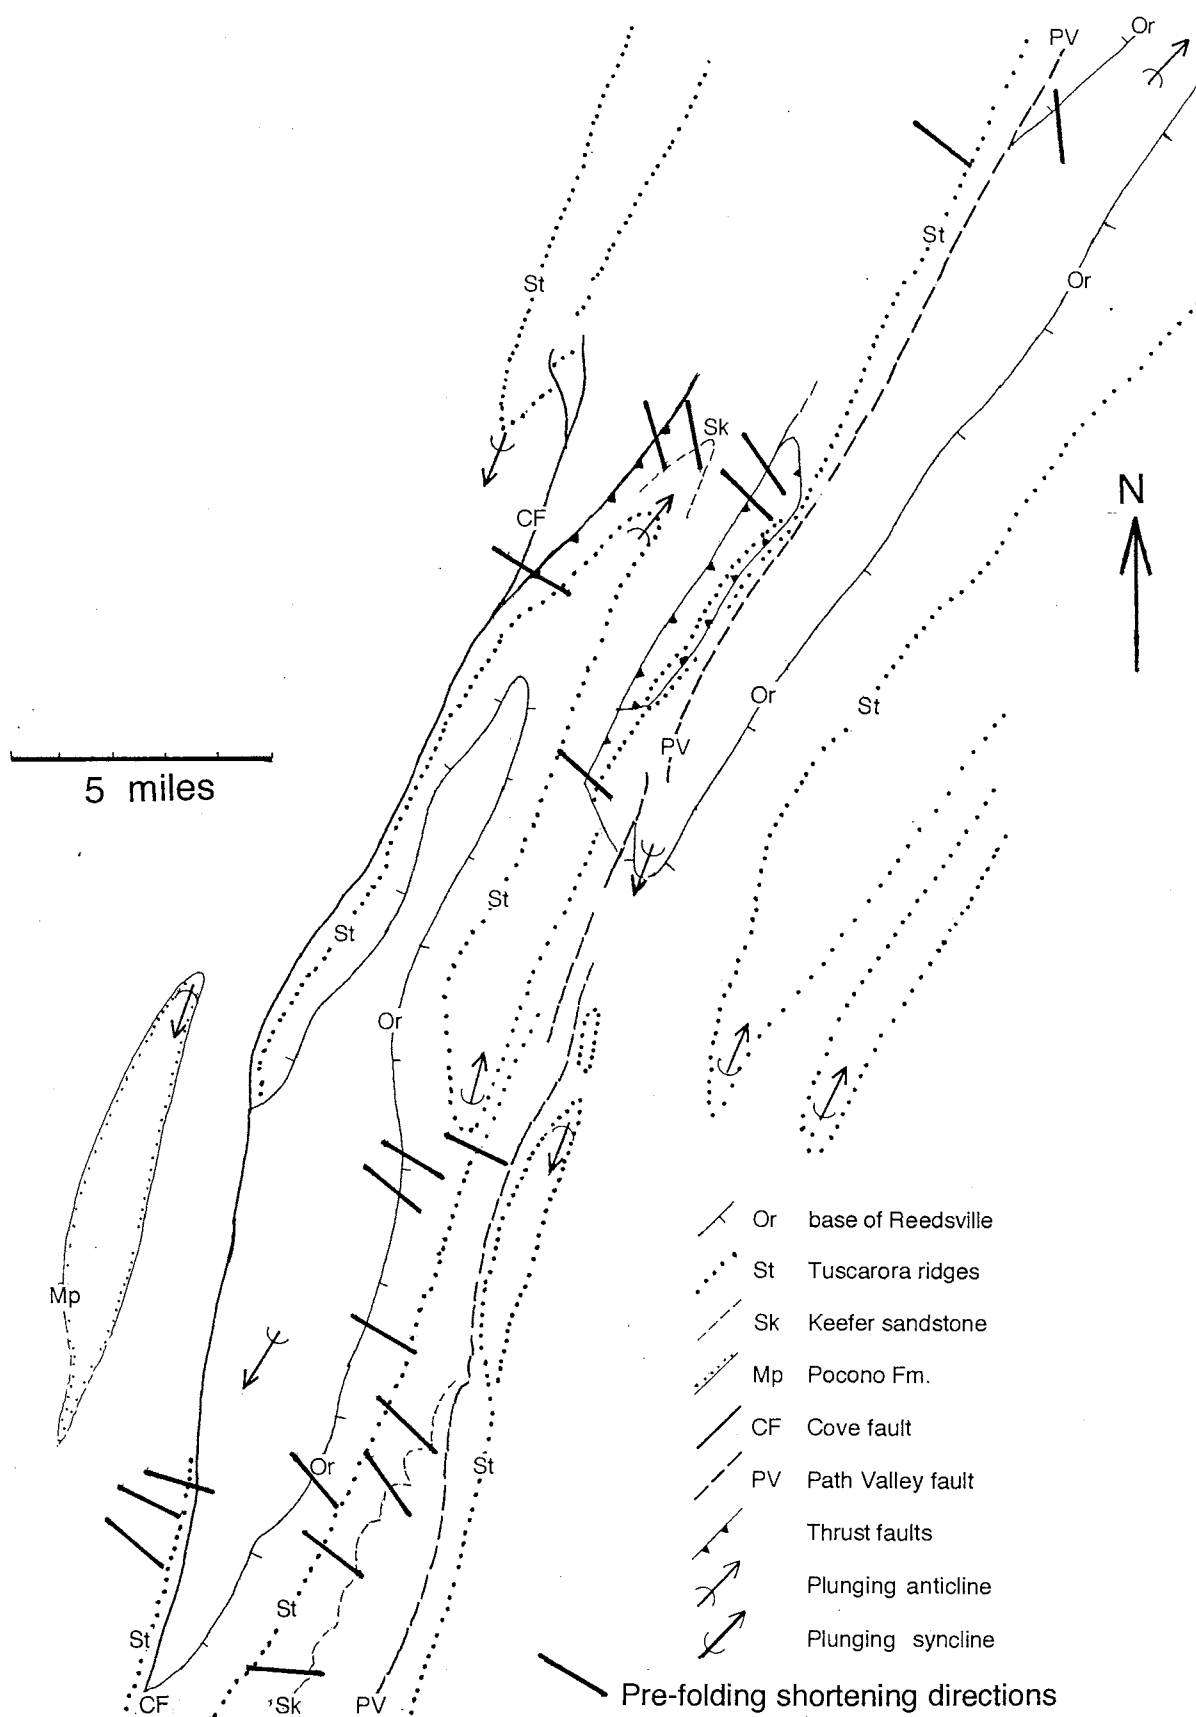 Or
PV
St
Or
St
Sk
N
CF
Or
St
PV
5 miles
St
St
Or
Or base of Reedsville
St Tuscarora ridges
Mp
Sk Keefer sandstone
Mp Pocono Fm.
CF Cove fault
Or
St
PV Path Valley fault
Thrust faults
Plunging anticline
St
St
Plunging syncline
CF
Sk
PV
Pre-folding shortening directions